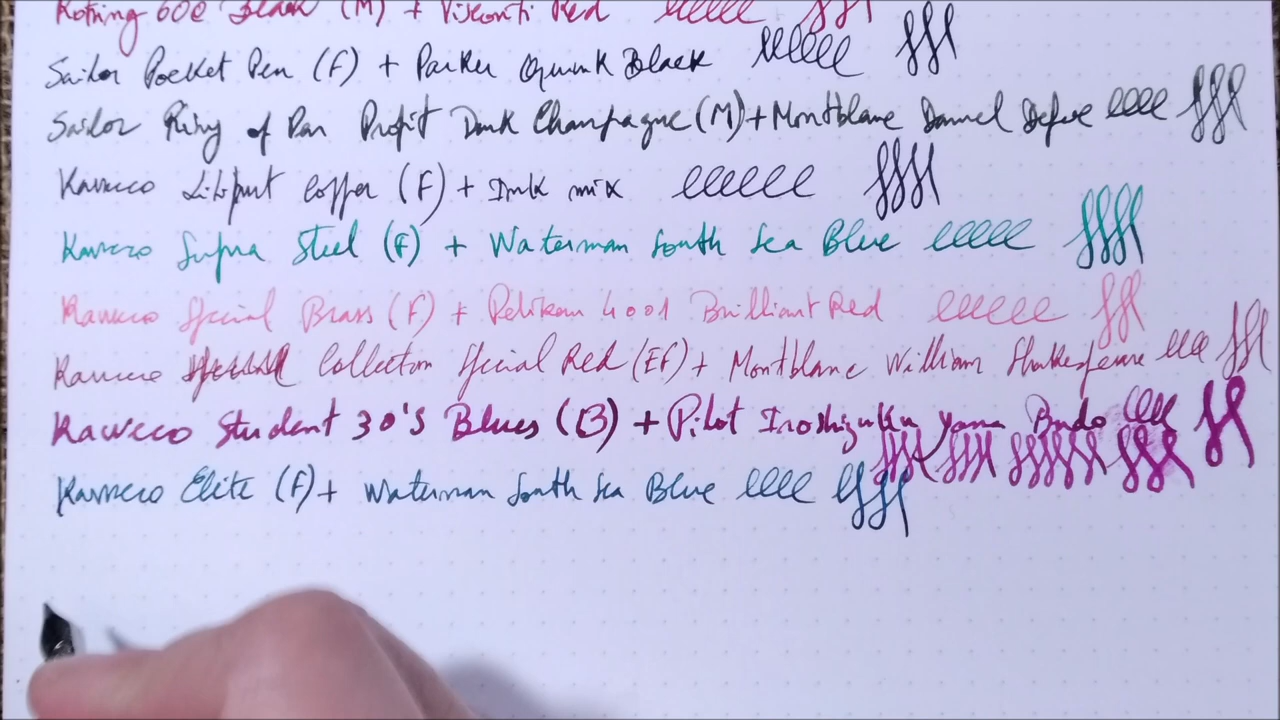 Rotring 600 Black (M) + Visconti Red
Sailor Pocket Pen (F) + Parker Quink Black
Sailor Ring of Pro Profit Dark Champagne (M) + Montblanc Daniel Defoe
Kaweco Liliput Copper (F) + Ink mix
Kaweco Supra Steel (F) + Waterman South Sea Blue
Kaweco Special Brass (F) + Pelikan 4001 Brilliant Red
Kaweco Collection Special Red (EF) + Montblanc William Shakespeare
Kaweco Student 30's Blues (B) + Pilot Iroshizuku Yama Budo
Kaweco Elite (F) + Waterman South Sea Blue